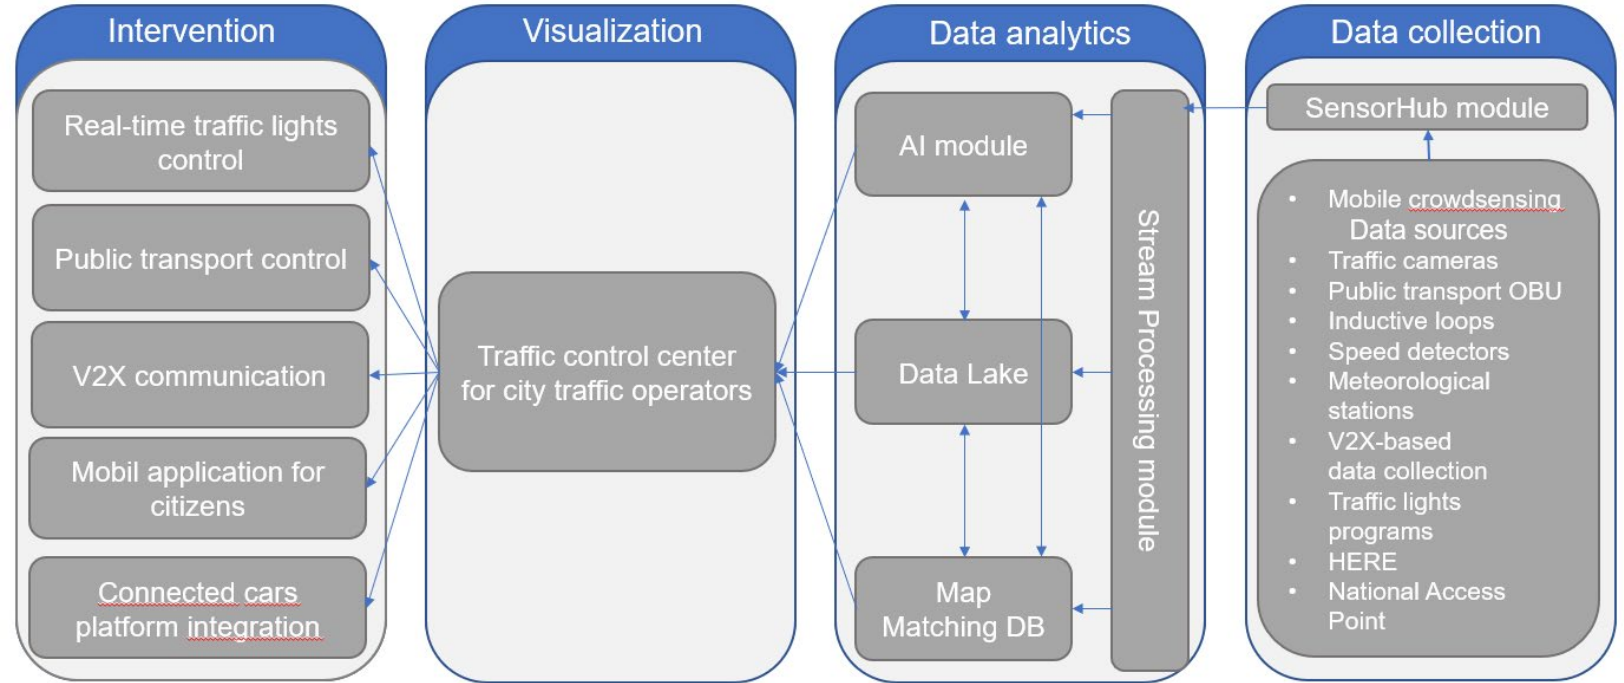 Intervention
Real-time traffic lights
control
Public transport control
V2X communication
Mobil application for
citizens
Connected cars
platform integration
Visualization
Traffic control center
for city traffic operators
Data analytics
AI module
Data Lake
Map
Matching DB
Stream Processing module
Data collection
SensorHub module
• Mobile crowdsensing
Data sources
• Traffic cameras
• Public transport OBU
• Inductive loops
• Speed detectors
• Meteorological
stations
• V2X-based
data collection
• Traffic lights
programs
• HERE
• National Access
Point